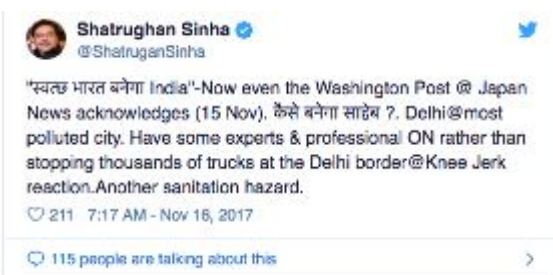 Shatrughan Sinha
@ShatruganSinha
"स्वच्छ भारत बनेगा India"-Now even the Washington Post @ Japan
News acknowledges (15 Nov). कैसे बनेगा साहेब ?. Delhi@most
polluted city. Have some experts & professional ON rather than
stopping thousands of trucks at the Delhi border@Knee Jerk
reaction.Another sanitation hazard.
211 7:17 AM - Nov 16, 2017
115 people are talking about this